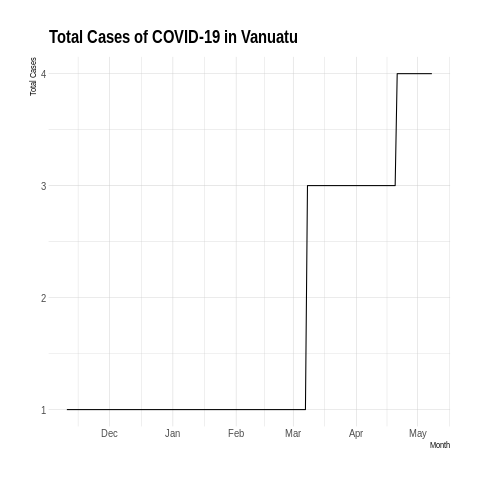 Total Cases of COVID-19 in Vanuatu
Total Cases
4
3
2
1
Dec Jan Feb Mar Apr May
Month